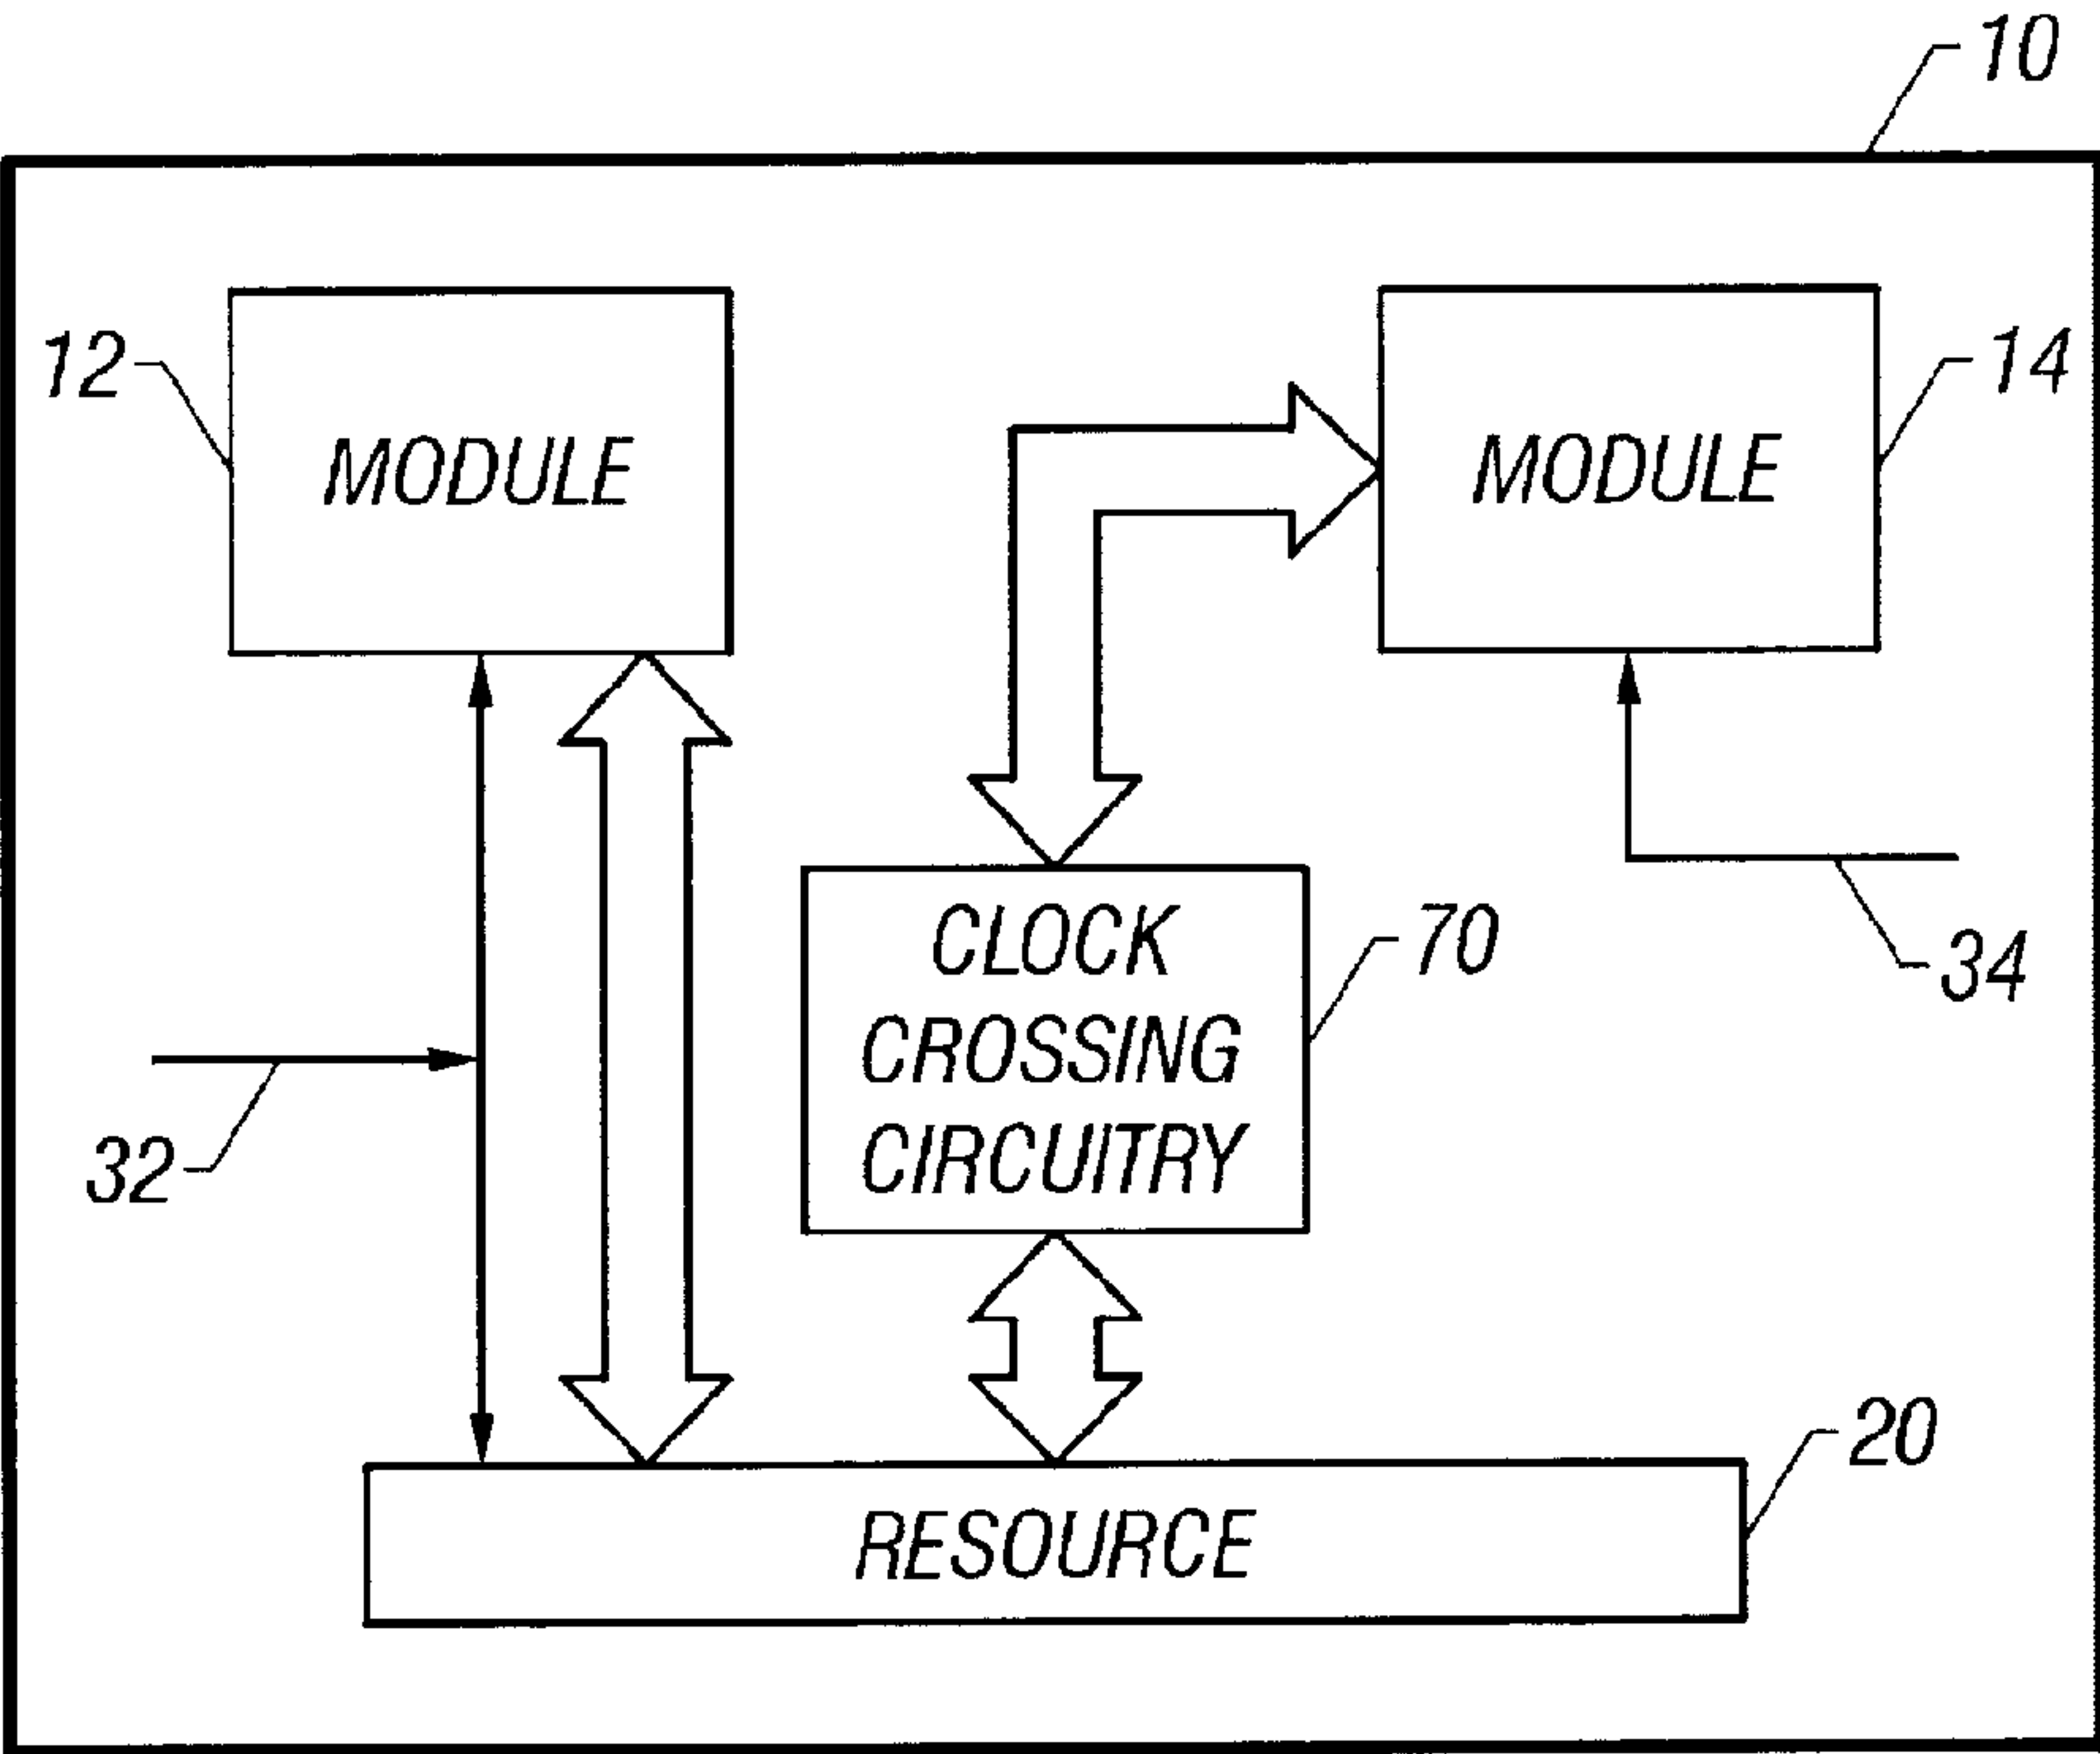 10
12
MODULE
14
MODULE
CLOCK
CROSSING
CIRCUITRY
70
34
32
20
RESOURCE